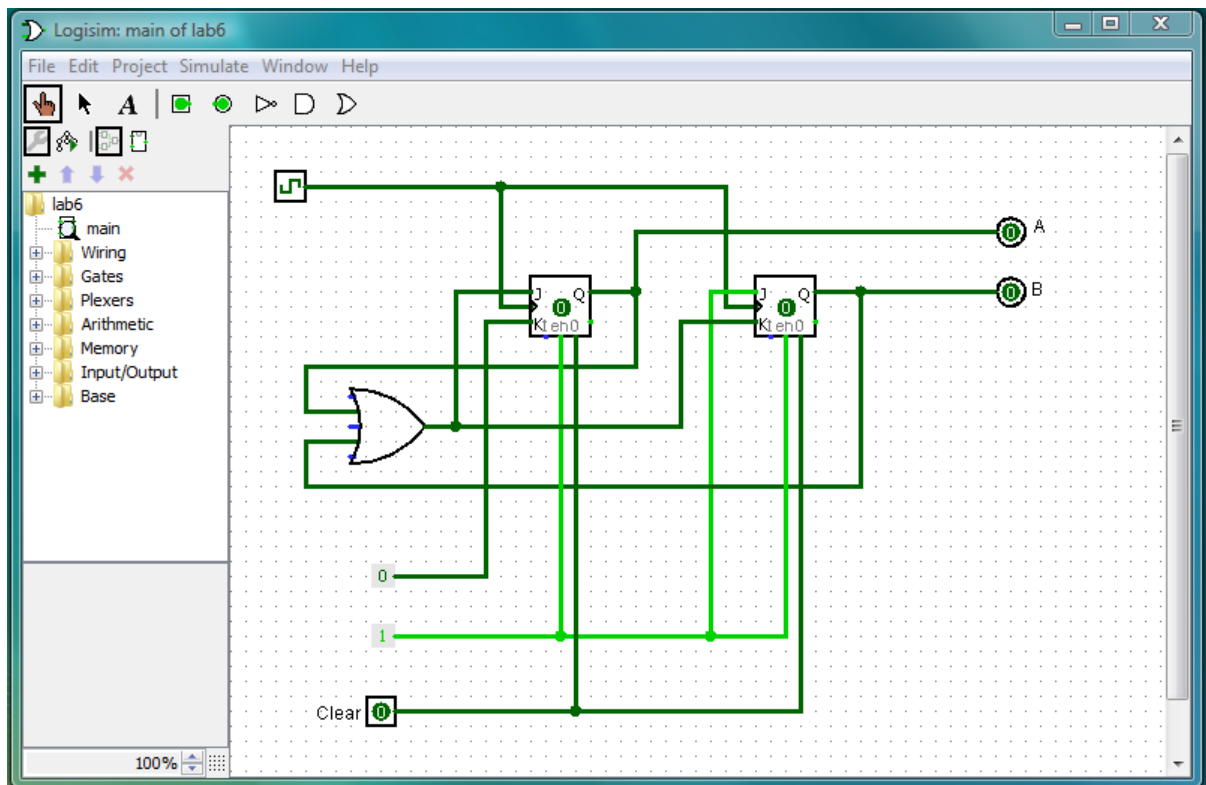 Logisim: main of lab6
File Edit Project Simulate Window Help
A
lab6
main
Wiring
Gates
Plexers
Arithmetic
Memory
Input/Output
Base
100%
A
0
B
0
J Q
0
K t en 0
J Q
0
K t en 0
0
1
Clear 0